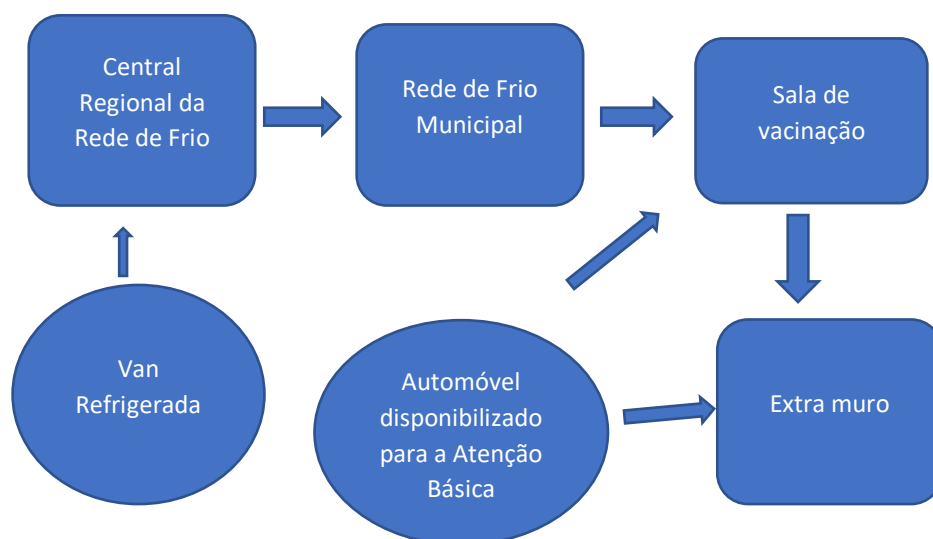 Central
Regional da
Rede de Frio
Rede de Frio
Municipal
Sala de
vacinação
Van
Refrigerada
Automóvel
disponibilizado
para a Atenção
Básica
Extra muro